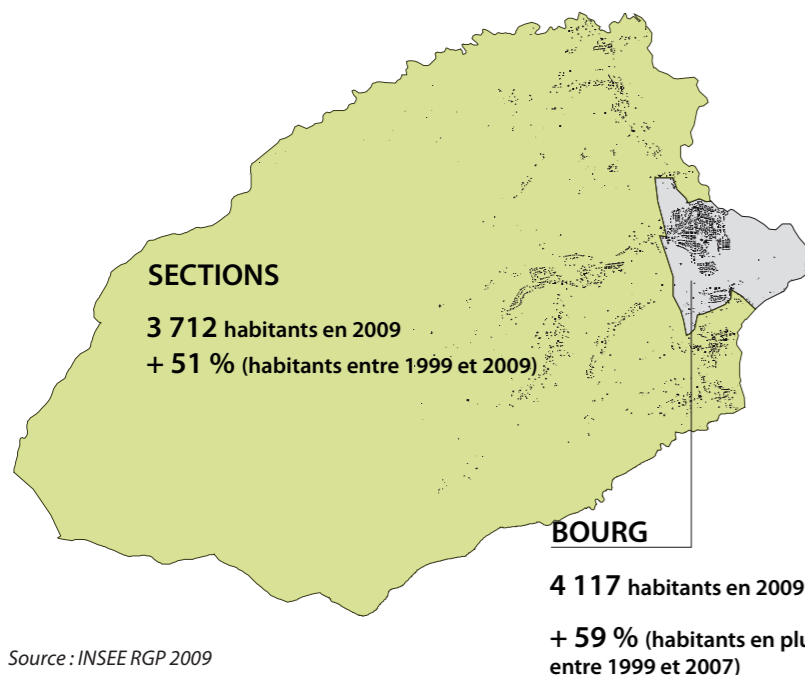 SECTIONS
3 712 habitants en 2009
+ 51 % (habitants entre 1999 et 2009)
BOURG
4 117 habitants en 2009
+ 59 % (habitants en plu
entre 1999 et 2007)
Source : INSEE RGP 2009